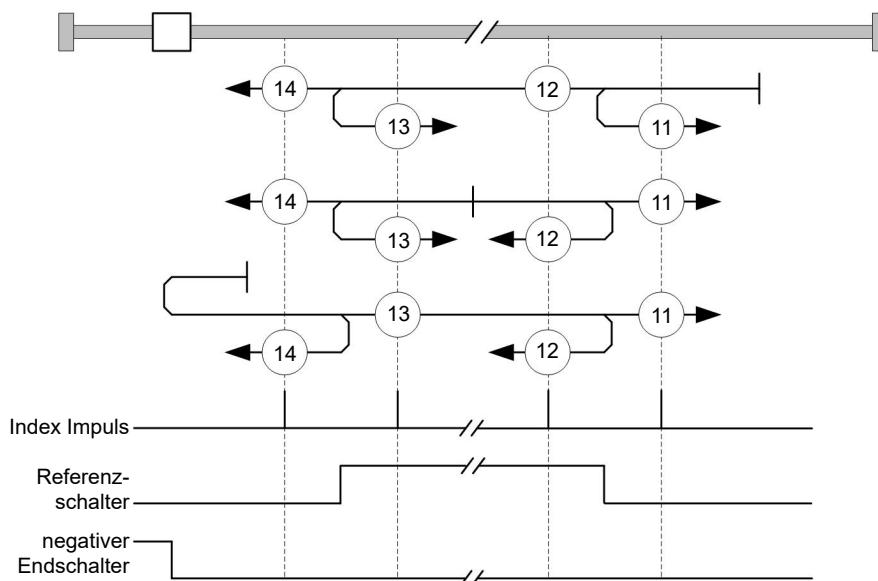 14
12
13
11
14
11
13
12
13
11
14
12
Index Impuls
Referenz-
schalter
negativer
Endschalter